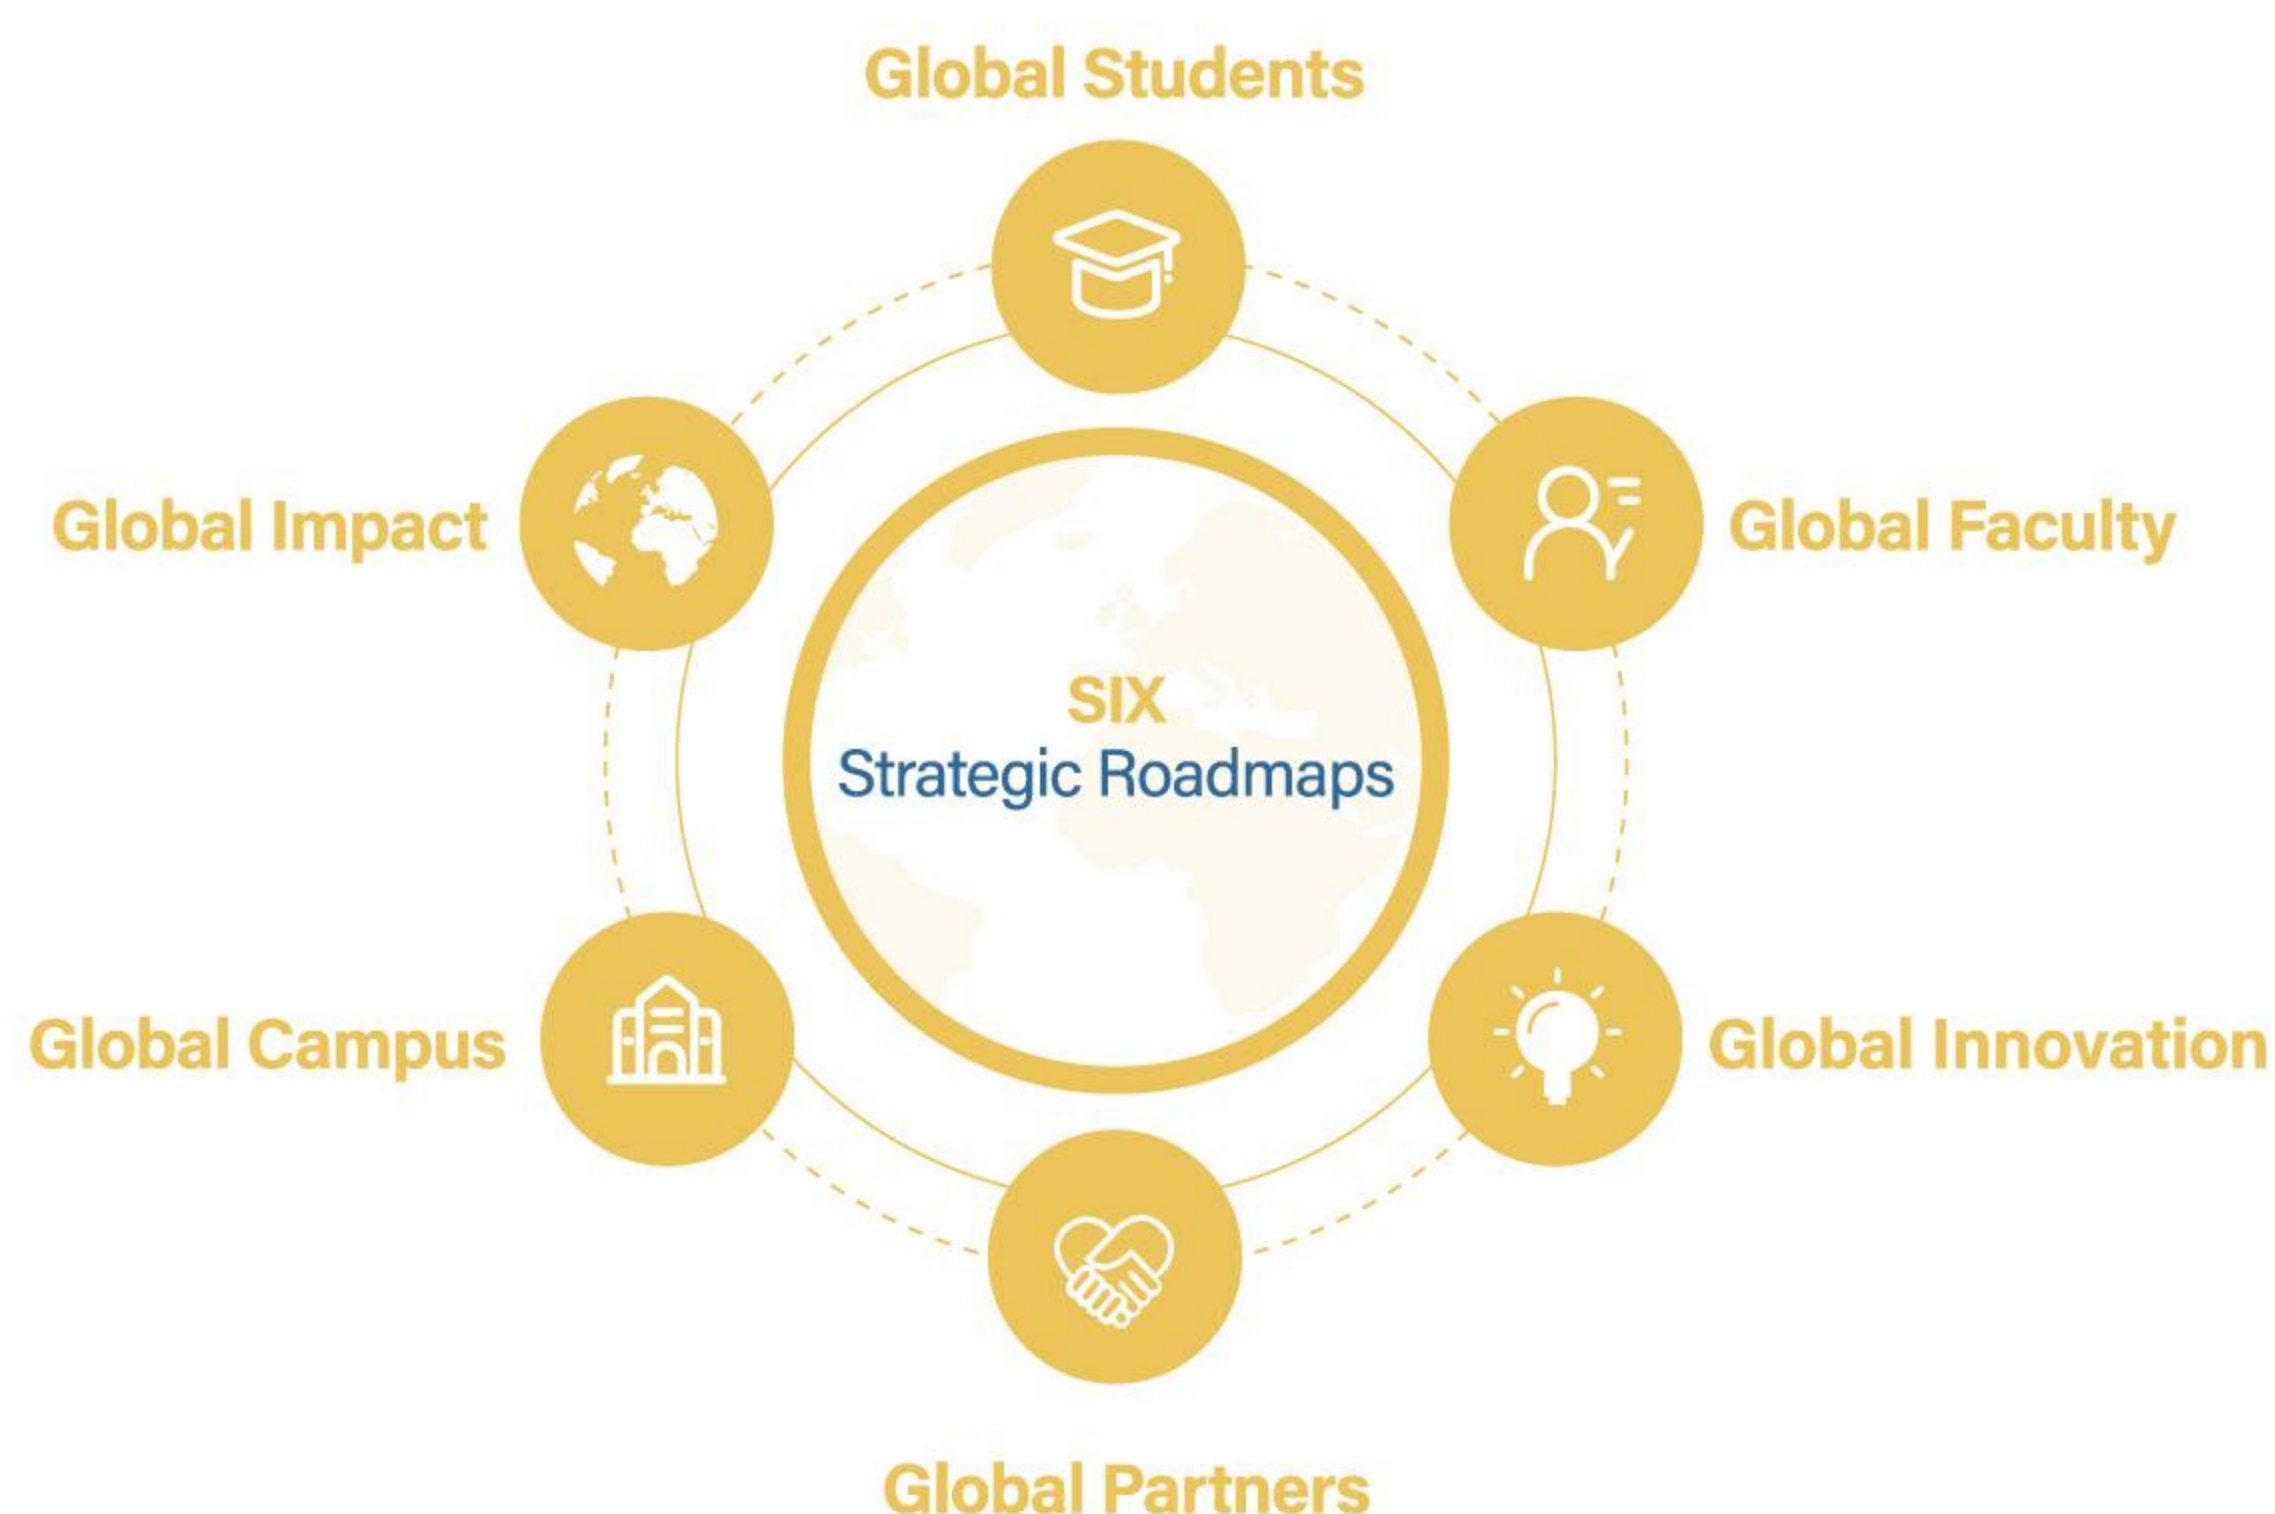 Global Students
Global Impact
Global Faculty
SIX
Strategic Roadmaps
Global Campus
Global Innovation
Global Partners